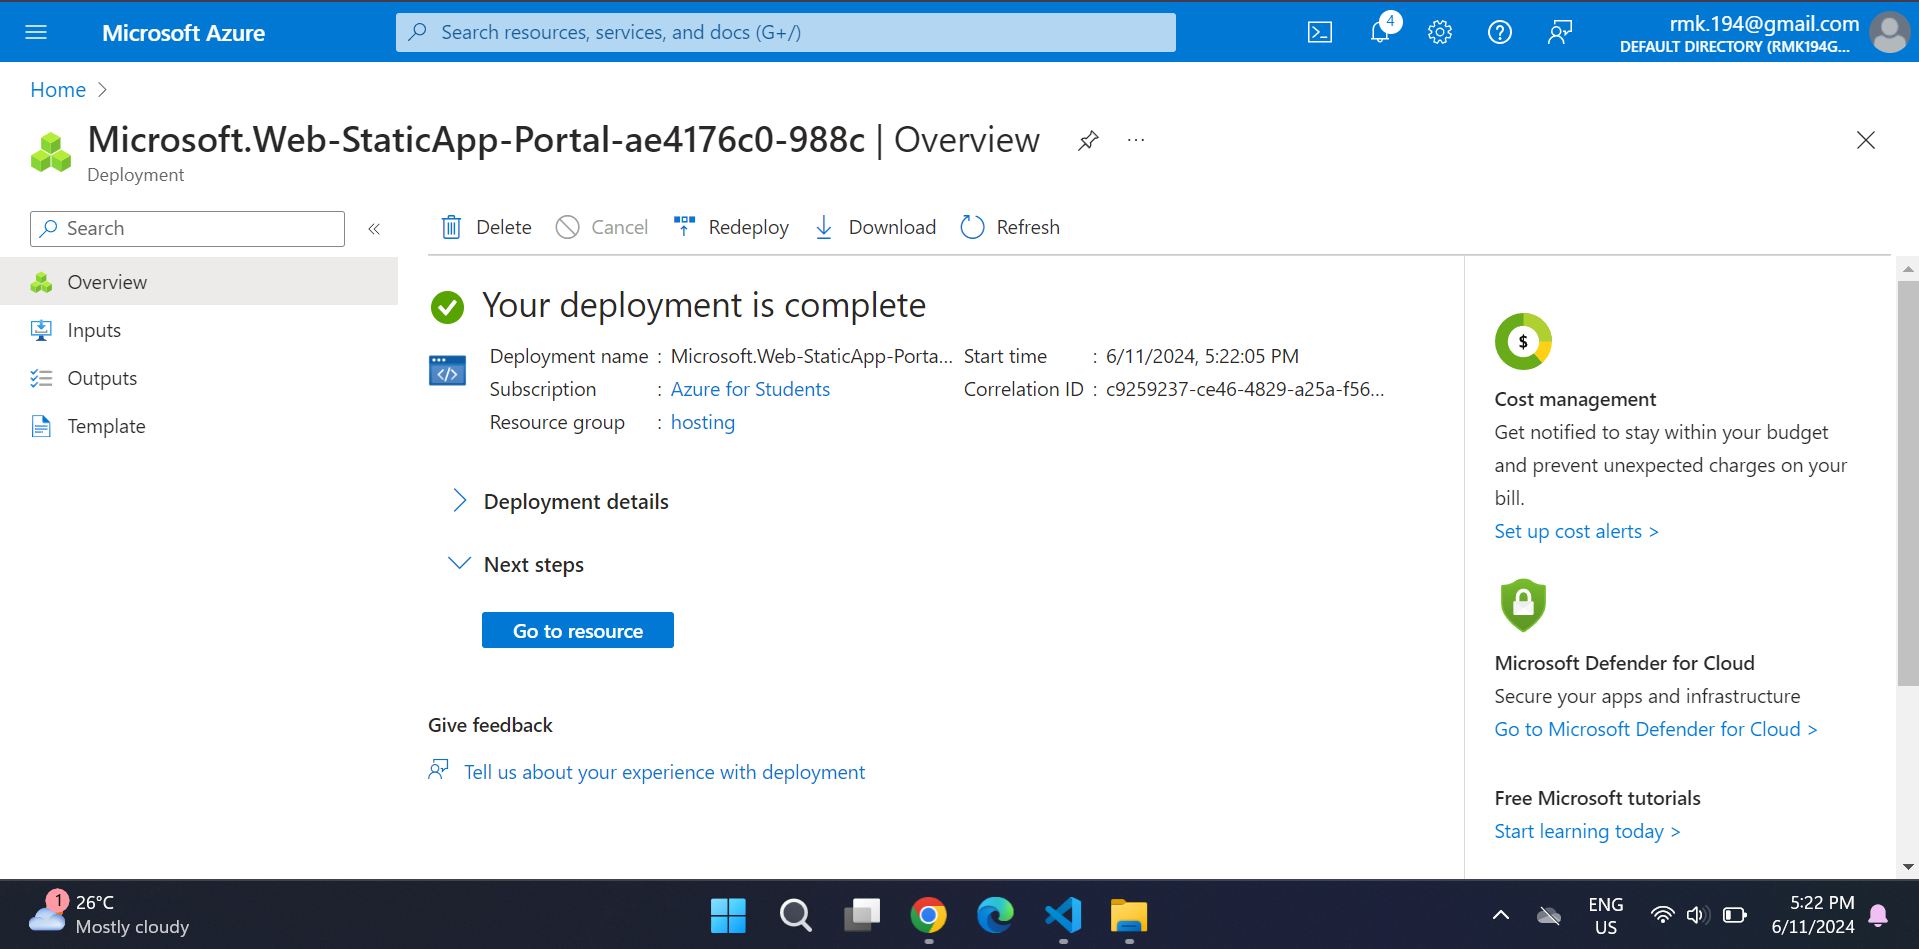 Microsoft Azure
Search resources, services, and docs (G+/)
4
rmk.194@gmail.com
DEFAULT DIRECTORY (RMK194G...
Home
Microsoft.Web-StaticApp-Portal-ae4176c0-988c | Overview
...
Deployment
Search
«
Overview
Inputs
Outputs
Template
Delete
Cancel
Redeploy
Download
Refresh
Your deployment is complete
Deployment name : Microsoft.Web-StaticApp-Porta...
Subscription : Azure for Students
Resource group : hosting
Start time : 6/11/2024, 5:22:05 PM
Correlation ID : c9259237-ce46-4829-a25a-f56...
Deployment details
Next steps
Go to resource
Give feedback
Tell us about your experience with deployment
$
Cost management
Get notified to stay within your budget
and prevent unexpected charges on your
bill.
Set up cost alerts >
Microsoft Defender for Cloud
Secure your apps and infrastructure
Go to Microsoft Defender for Cloud >
Free Microsoft tutorials
Start learning today >
1
26°C
Mostly cloudy
ENG
US
5:22 PM
6/11/2024